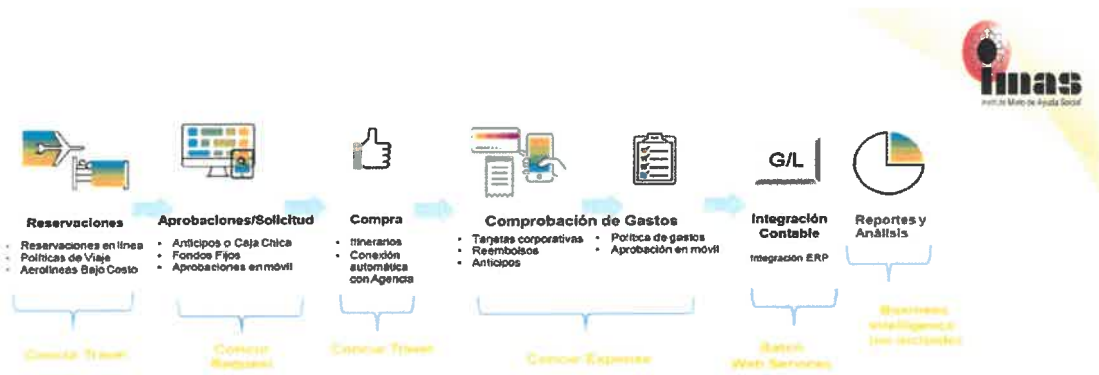 imas
Instituto Mixto de Ayuda Social
G/L
Reservaciones
Reservaciones en línea
Políticas de Viaje
Aerolíneas Bajo Costo
Aprobaciones/Solicitud
Anticipos o Caja Chica
Fondos Fijos
Aprobaciones en móvil
Compra
Itinerarios
Conexión
automática
con Agencia
Comprobación de Gastos
Tarjetas corporativas
Reembolsos
Anticipos
Política de gastos
Aprobación en móvil
Integración
Contable
Integración ERP
Reportes y
Análisis
Concur Travel
Concur
Request
Concur Travel
Concur Expense
Batch
Web Services
Business
Intelligence